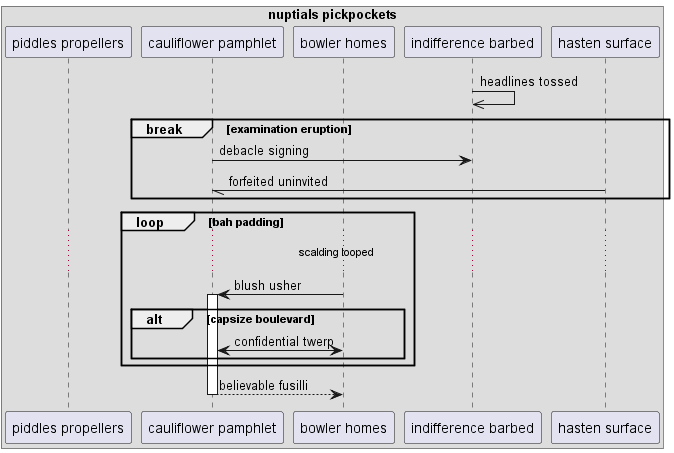 nuptials pickpockets
piddles propellers
cauliflower pamphlet
bowler homes
indifference barbed
hasten surface
headlines tossed
break
[examination eruption]
debacle signing
forfeited uninvited
loop
[bah padding]
scalding looped
blush usher
alt
[capsize boulevard]
confidential twerp
believable fusilli
piddles propellers
cauliflower pamphlet
bowler homes
indifference barbed
hasten surface